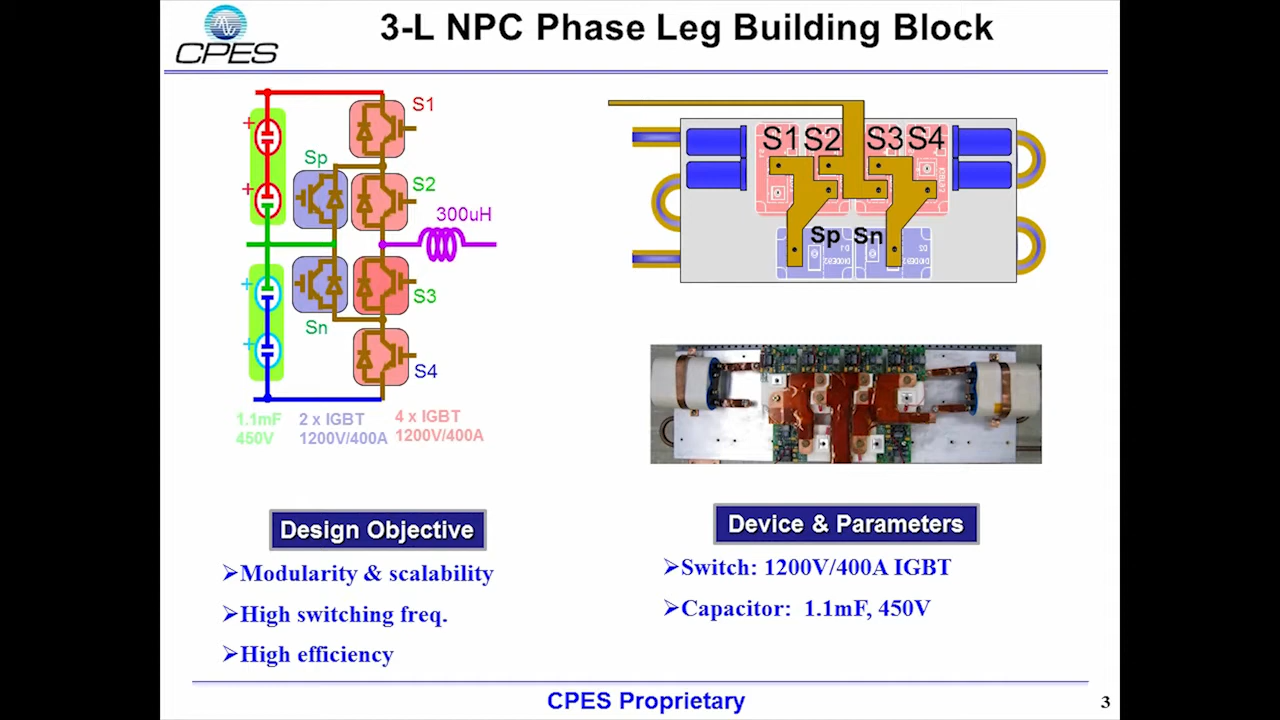 3-L NPC Phase Leg Building Block
CPES
S1
Sp
S2
300uH
S3
Sn
S4
1.1mF
450V
2 x IGBT
1200V/400A
4 x IGBT
1200V/400A
S1 S2 S3 S4
Sp Sn
Design Objective
Modularity & scalability
High switching freq.
High efficiency
Device & Parameters
Switch: 1200V/400A IGBT
Capacitor: 1.1mF, 450V
CPES Proprietary
3